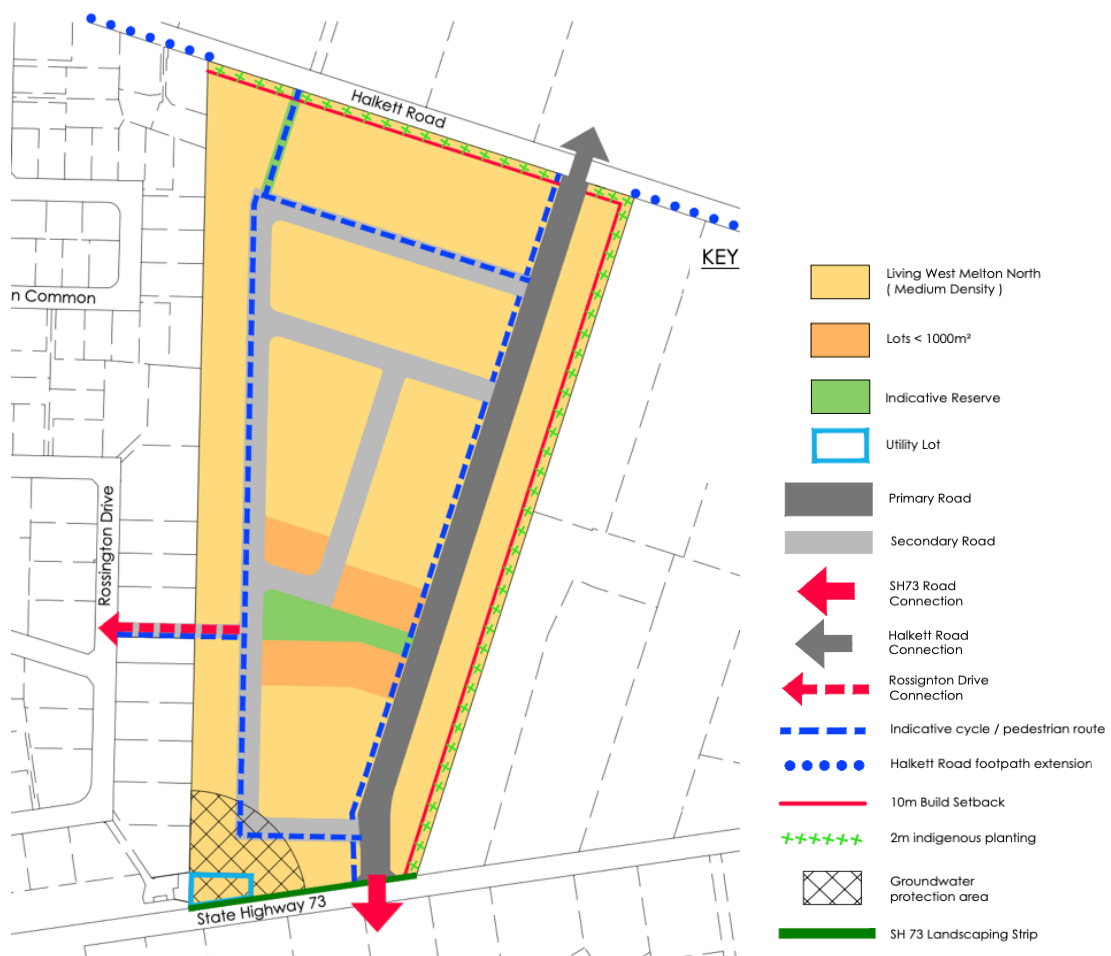 Halkett Road
n Common
Rossington Drive
State Highway 73
KEY
Living West Melton North
( Medium Density )
Lots < 1000m²
Indicative Reserve
Utility Lot
Primary Road
Secondary Road
SH73 Road
Connection
Halkett Road
Connection
Rossignton Drive
Connection
Indicative cycle / pedestrian route
Halkett Road footpath extension
10m Build Setback
2m indigenous planting
Groundwater
protection area
SH 73 Landscaping Strip